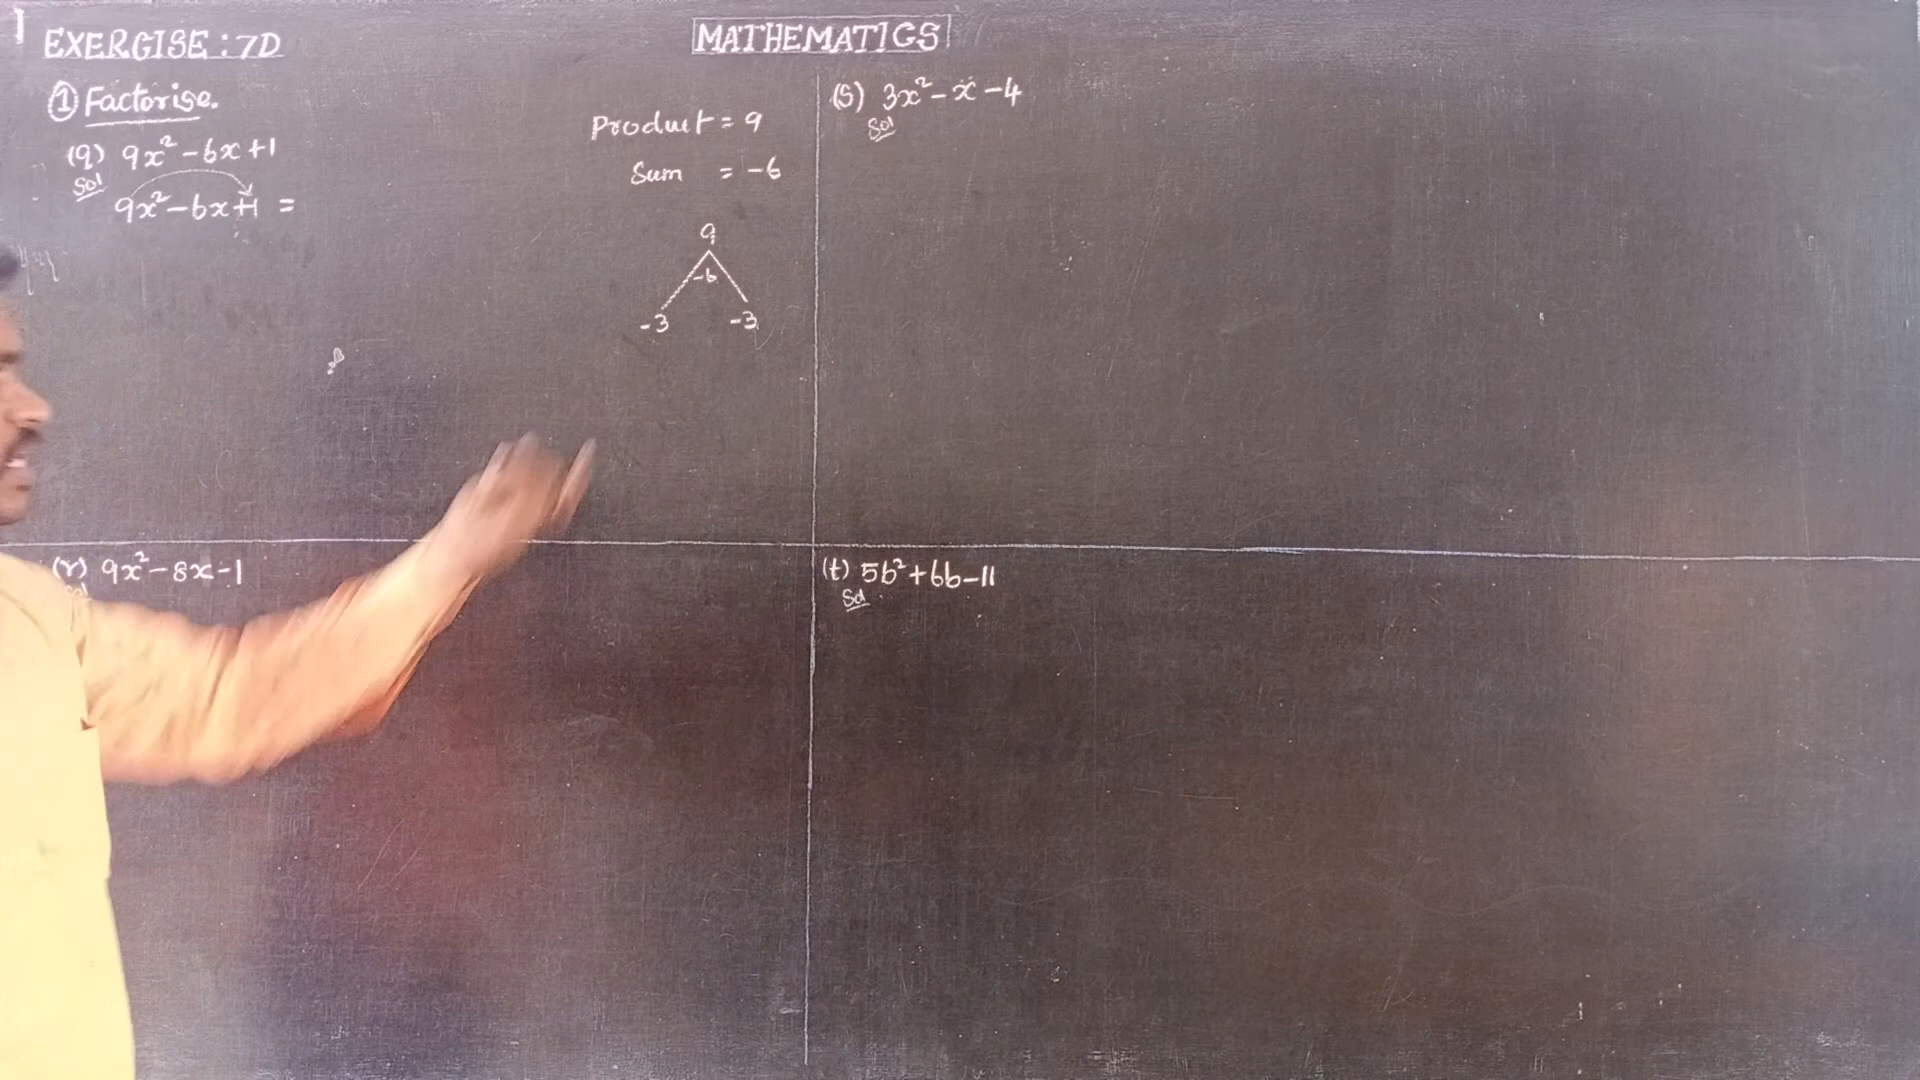 MATHEMATICS
EXERCISE : 7D
① Factorise.
(q) 9x² - 6x + 1
Sol
9x² - 6x + 1 =
Product = 9
Sum = -6
9
-6
-3 -3
(r) 9x² - 8x - 1
Sol
(S) 3x² - x - 4
Sol
(t) 5b² + 6b - 11
Sol